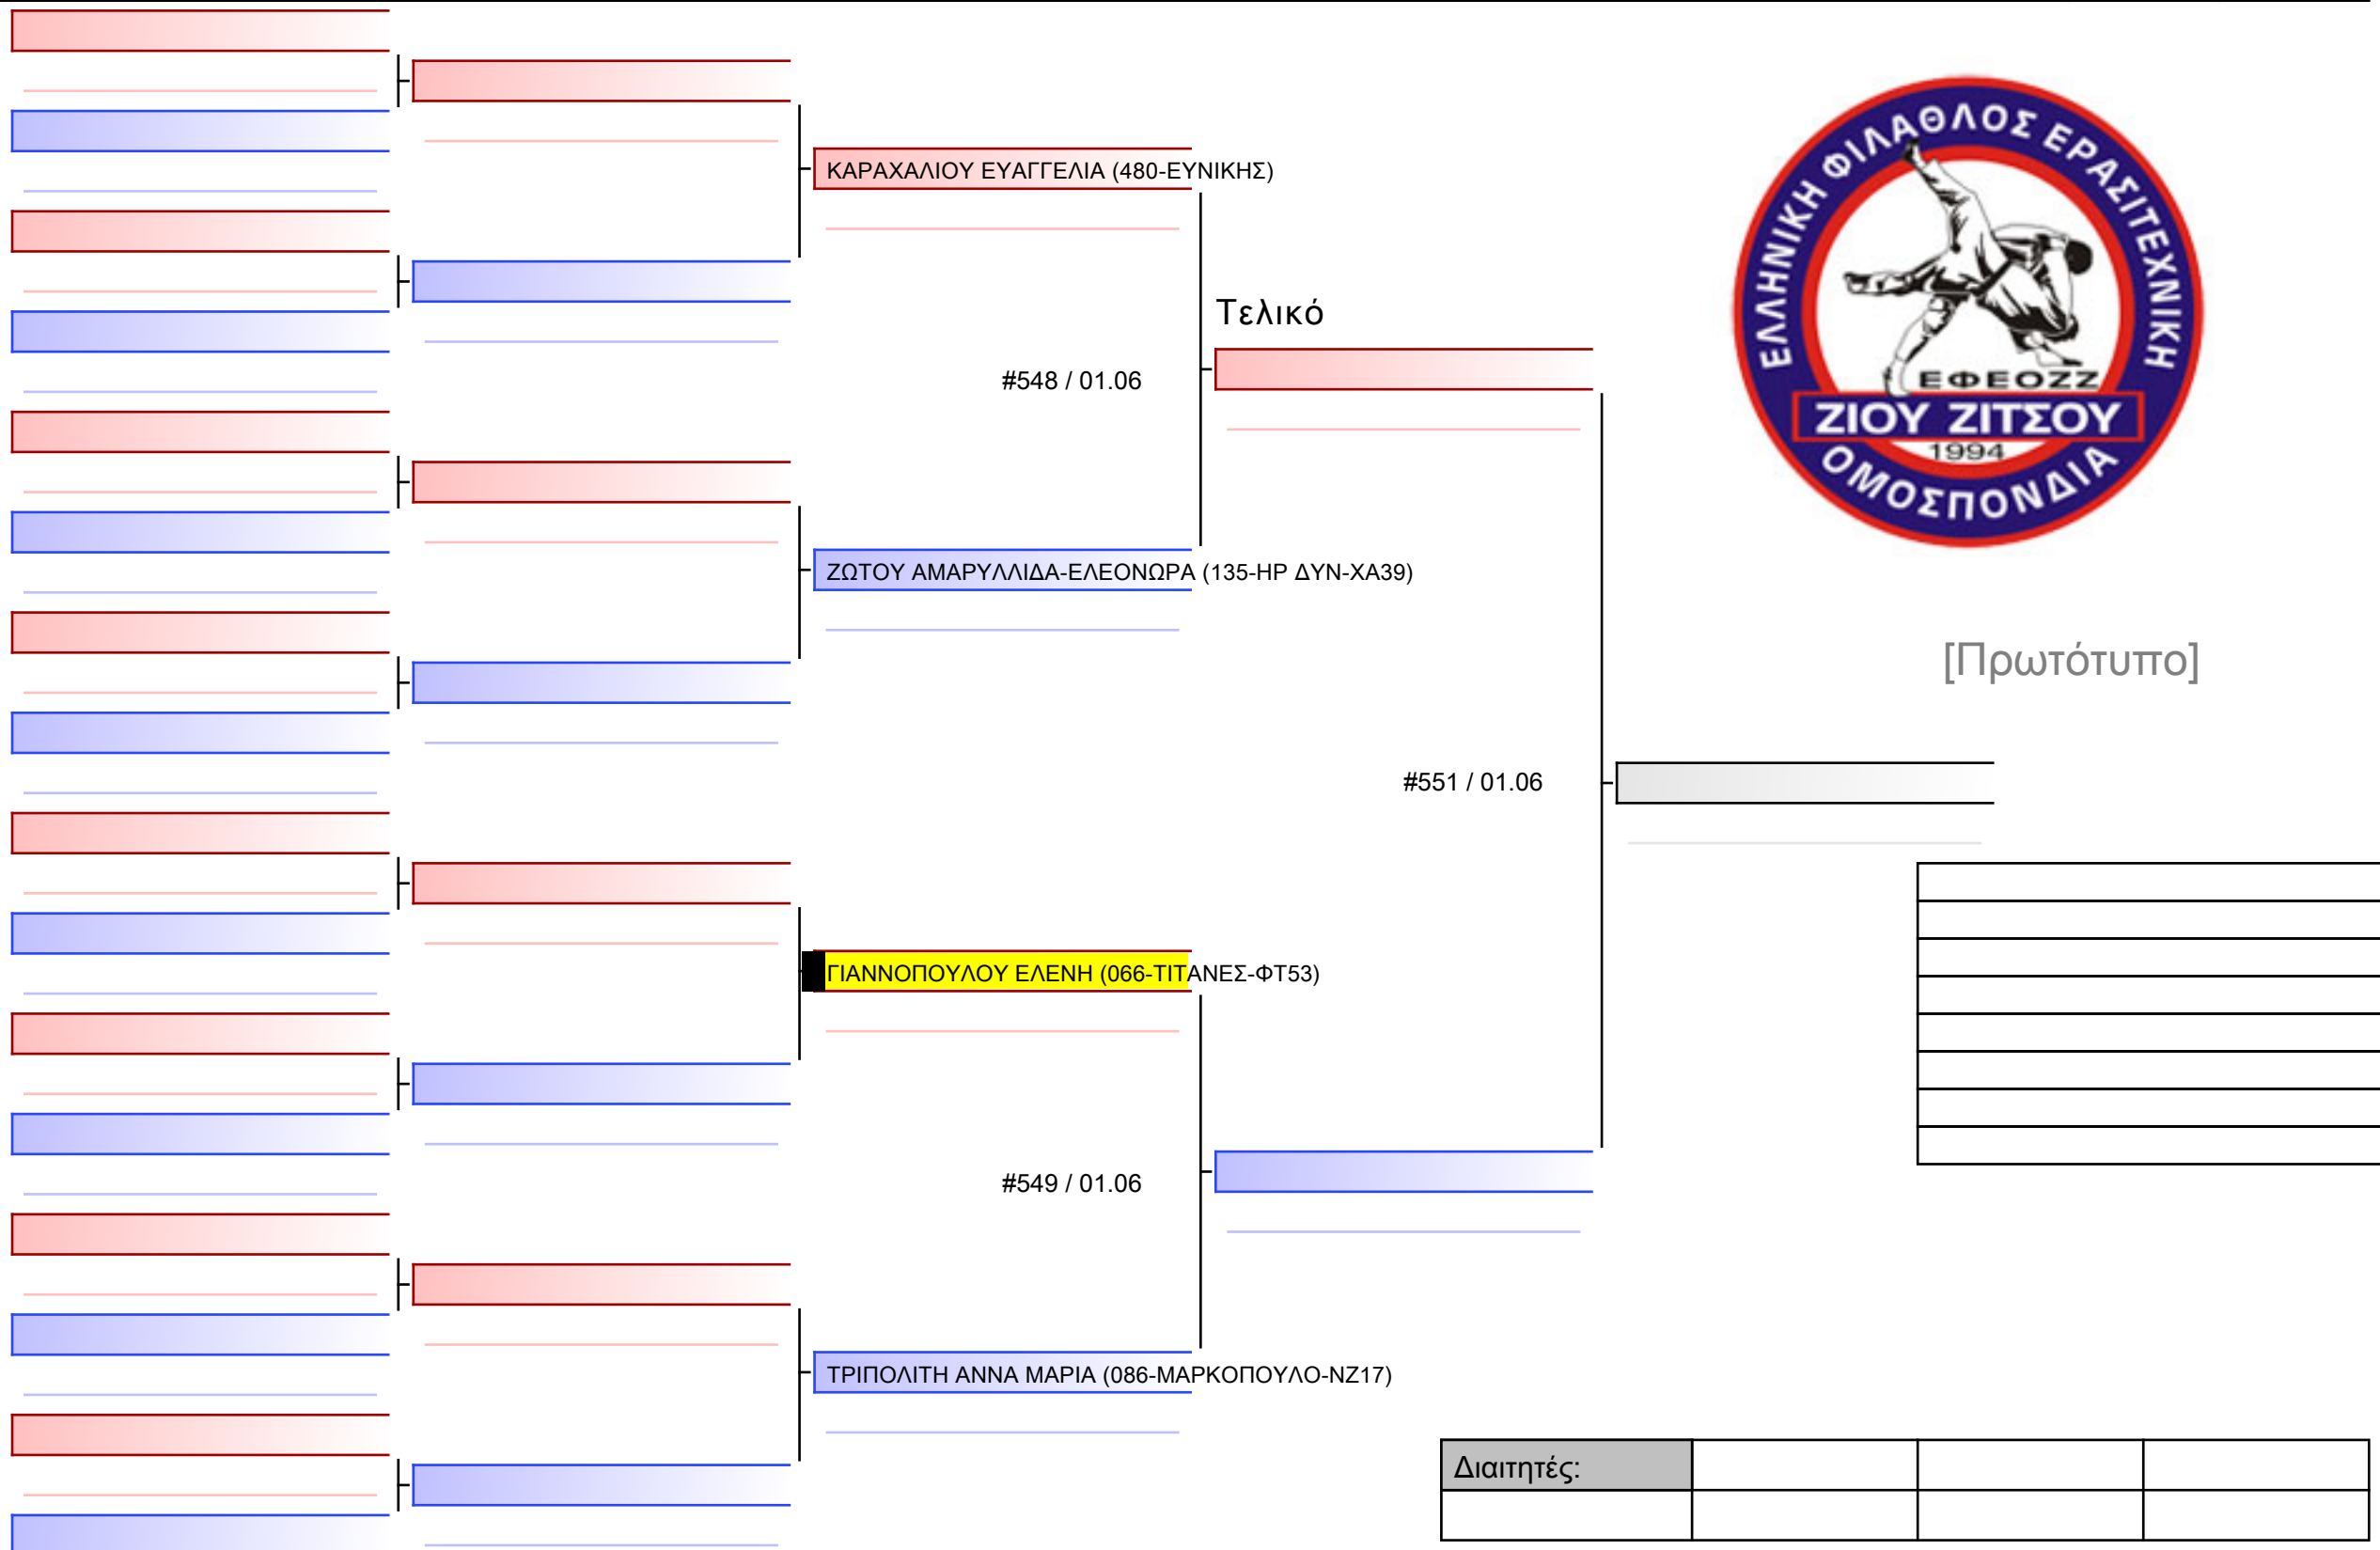 ΚΑΡΑΧΑΛΙΟΥ ΕΥΑΓΓΕΛΙΑ (480-ΕΥΝΙΚΗΣ)
Τελικό
#548 / 01.06
ΖΩΤΟΥ ΑΜΑΡΥΛΛΙΔΑ-ΕΛΕΟΝΩΡΑ (135-ΗΡ ΔΥΝ-ΧΑ39)
ΕΛΛΗΝΙΚΗ ΦΙΛΑΘΛΟΣ ΕΡΑΣΙΤΕΧΝΙΚΗ
ΕΦΕΟΖΖ
ΖΙΟΥ ΖΙΤΣΟΥ
1994
ΟΜΟΣΠΟΝΔΙΑ
[Πρωτότυπο]
#551 / 01.06
ΓΙΑΝΝΟΠΟΥΛΟΥ ΕΛΕΝΗ (066-ΤΙΤΑΝΕΣ-ΦΤ53)
#549 / 01.06
ΤΡΙΠΟΛΙΤΗ ΑΝΝΑ ΜΑΡΙΑ (086-ΜΑΡΚΟΠΟΥΛΟ-ΝΖ17)
Διαιτητές: